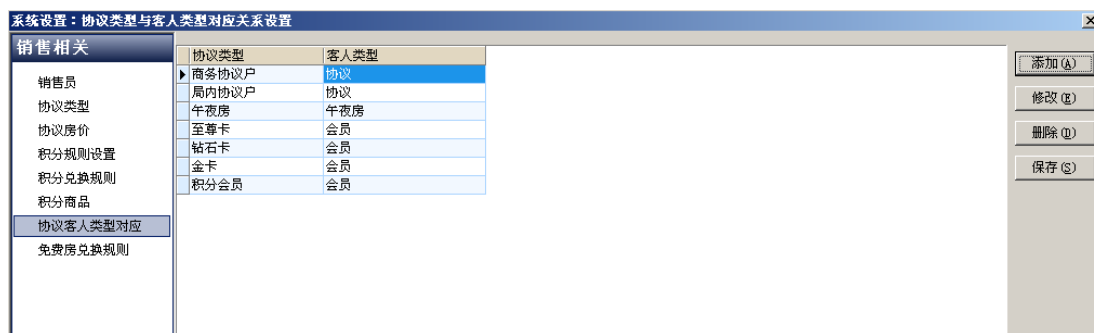 系统设置：协议类型与客人类型对应关系设置
销售相关
销售员
协议类型
协议房价
积分规则设置
积分兑换规则
积分商品
协议客人类型对应
免费房兑换规则
协议类型 客人类型
商务协议户 协议
局内协议户 协议
午夜房 午夜房
至尊卡 会员
钻石卡 会员
金卡 会员
积分会员 会员
添加(A)
修改(E)
删除(D)
保存(S)